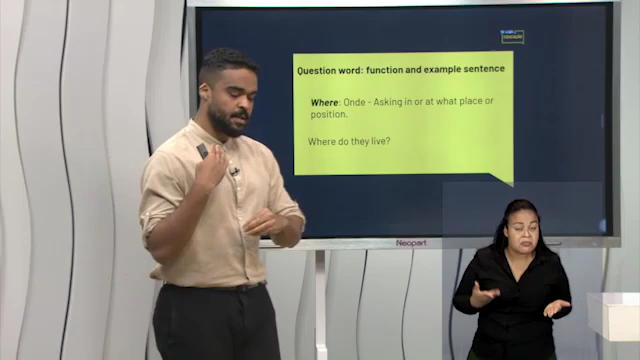 Question word: function and example sentence
Where: Onde - Asking in or at what place or
position.
Where do they live?
Neopart